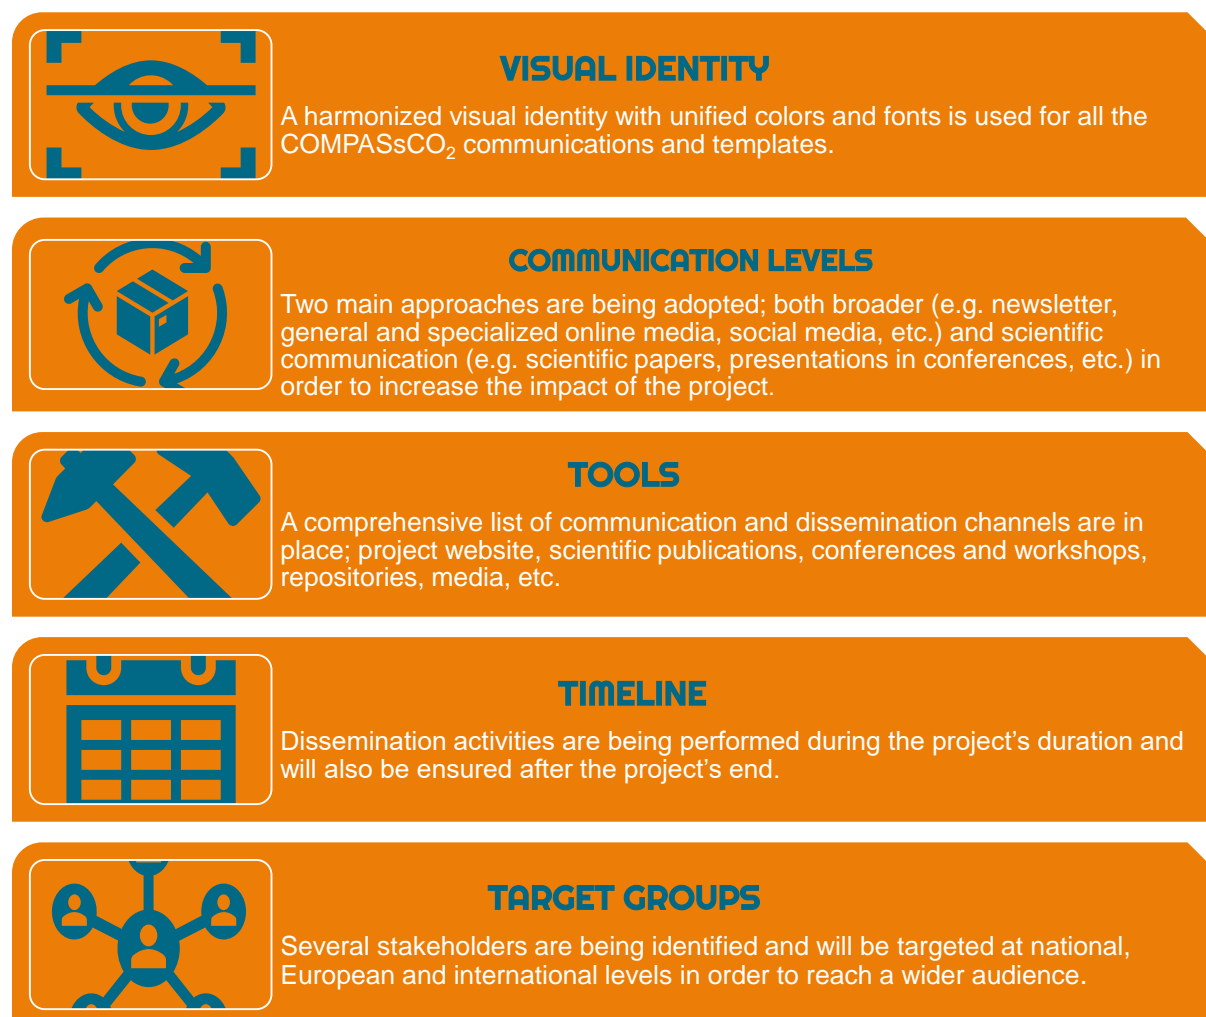 VISUAL IDENTITY
A harmonized visual identity with unified colors and fonts is used for all the
COMPASsCO₂ communications and templates.
COMMUNICATION LEVELS
Two main approaches are being adopted; both broader (e.g. newsletter,
general and specialized online media, social media, etc.) and scientific
communication (e.g. scientific papers, presentations in conferences, etc.) in
order to increase the impact of the project.
TOOLS
A comprehensive list of communication and dissemination channels are in
place; project website, scientific publications, conferences and workshops,
repositories, media, etc.
TIMELINE
Dissemination activities are being performed during the project’s duration and
will also be ensured after the project’s end.
TARGET GROUPS
Several stakeholders are being identified and will be targeted at national,
European and international levels in order to reach a wider audience.